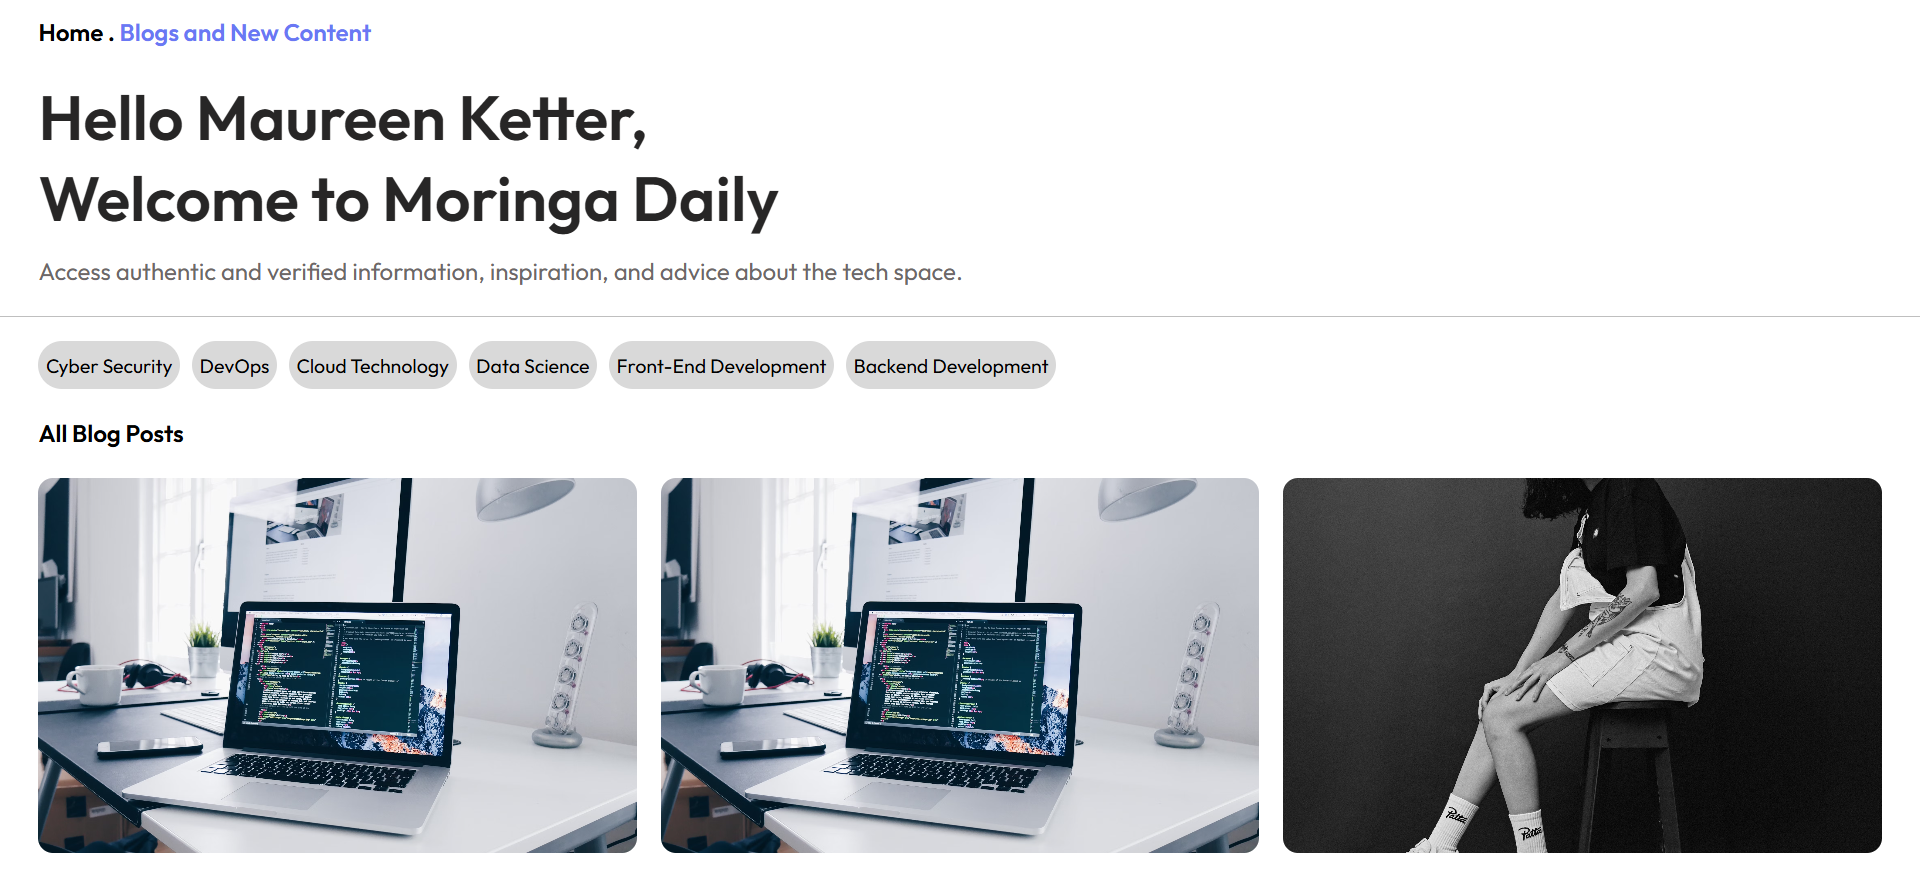 Home . Blogs and New Content
Hello Maureen Ketter,
Welcome to Moringa Daily
Access authentic and verified information, inspiration, and advice about the tech space.
Cyber Security DevOps Cloud Technology Data Science Front-End Development Backend Development
All Blog Posts
Patta Patta